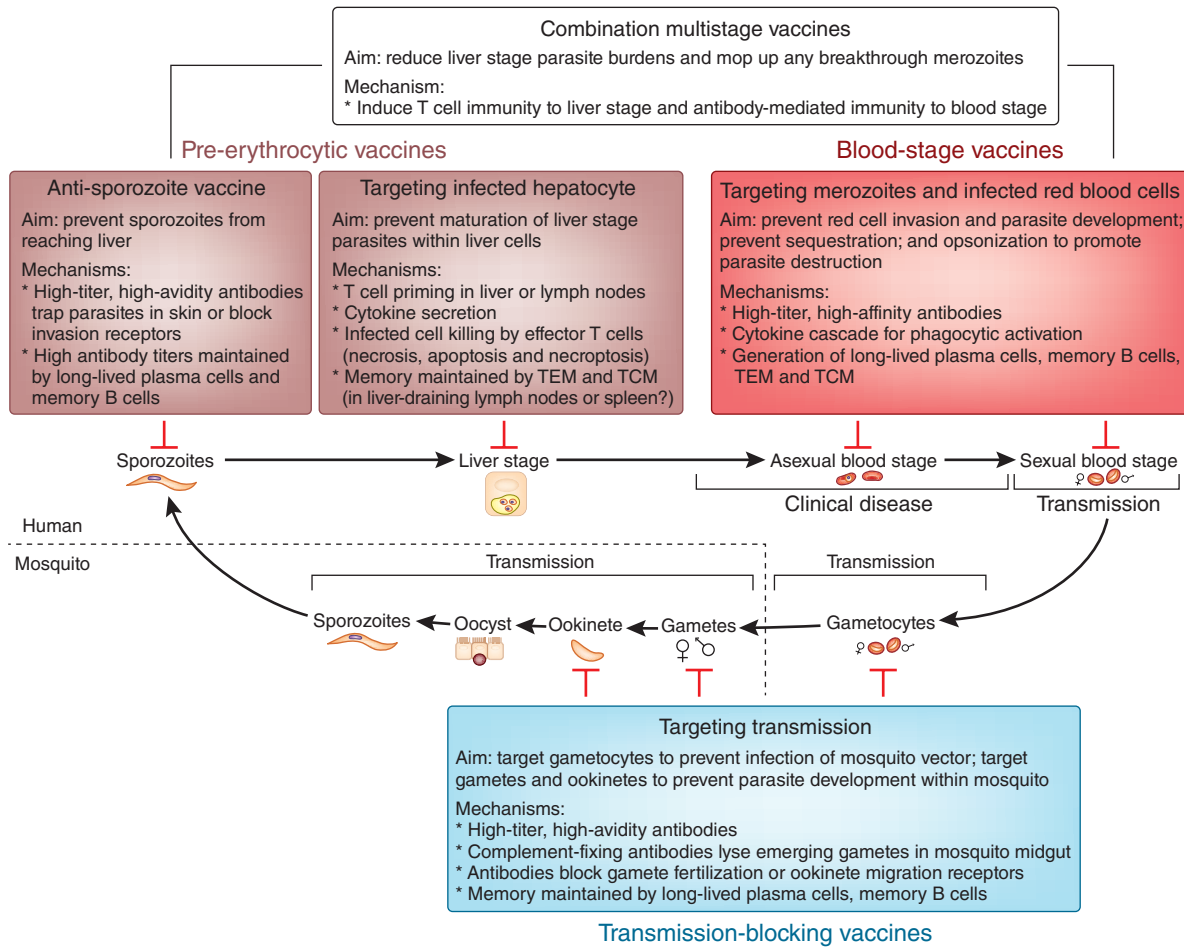 Combination multistage vaccines
Aim: reduce liver stage parasite burdens and mop up any breakthrough merozoites
Mechanism:
* Induce T cell immunity to liver stage and antibody-mediated immunity to blood stage
Pre-erythrocytic vaccines
Blood-stage vaccines
Anti-sporozoite vaccine
Aim: prevent sporozoites from
reaching liver
Mechanisms:
* High-titer, high-avidity antibodies
trap parasites in skin or block
invasion receptors
* High antibody titers maintained
by long-lived plasma cells and
memory B cells
Targeting infected hepatocyte
Aim: prevent maturation of liver stage
parasites within liver cells
Mechanisms:
* T cell priming in liver or lymph nodes
* Cytokine secretion
* Infected cell killing by effector T cells
(necrosis, apoptosis and necroptosis)
* Memory maintained by TEM and TCM
(in liver-draining lymph nodes or spleen?)
Targeting merozoites and infected red blood cells
Aim: prevent red cell invasion and parasite development;
prevent sequestration; and opsonization to promote
parasite destruction
Mechanisms:
* High-titer, high-affinity antibodies
* Cytokine cascade for phagocytic activation
* Generation of long-lived plasma cells, memory B cells,
TEM and TCM
Sporozoites
Liver stage
Asexual blood stage
Sexual blood stage
Clinical disease
Transmission
Human
Mosquito
Transmission
Transmission
Sporozoites
Oocyst
Ookinete
Gametes
Gametocytes
Targeting transmission
Aim: target gametocytes to prevent infection of mosquito vector; target
gametes and ookinetes to prevent parasite development within mosquito
Mechanisms:
* High-titer, high-avidity antibodies
* Complement-fixing antibodies lyse emerging gametes in mosquito midgut
* Antibodies block gamete fertilization or ookinete migration receptors
* Memory maintained by long-lived plasma cells, memory B cells
Transmission-blocking vaccines